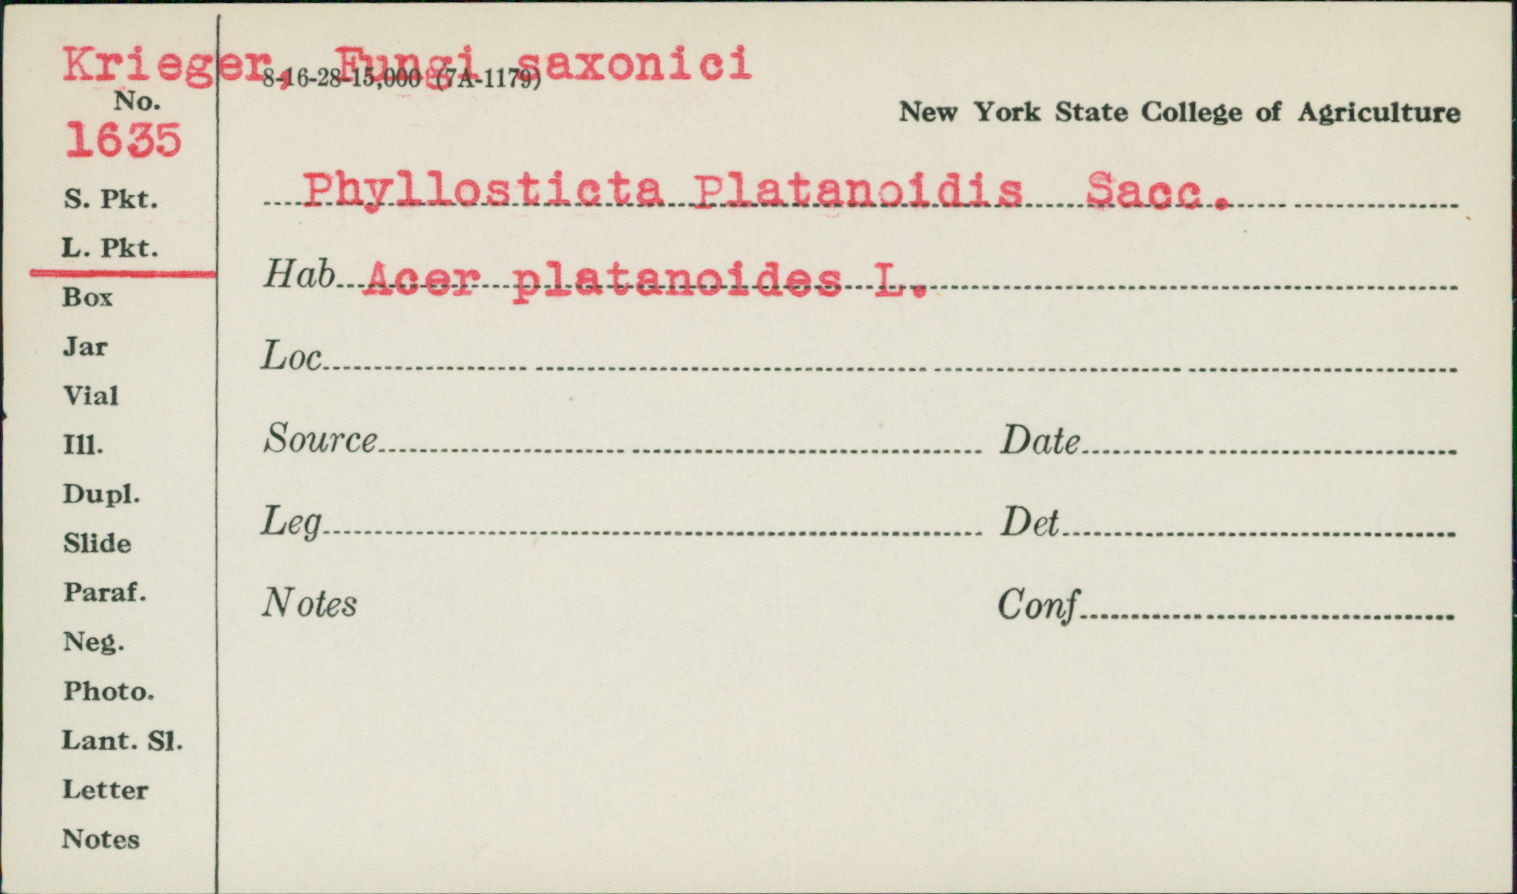 Krieger, Fungi saxonici
8-16-28-15,000 (7A-1179)
No.
New York State College of Agriculture
1635
Phyllosticta Platanoidis Sacc.
S. Pkt.
L. Pkt.
Hab Acer platanoides L.
Box
Jar
Loc
Vial
Ill.
Source Date
Dupl.
Slide
Leg Det
Paraf.
Notes Conf
Neg.
Photo.
Lant. Sl.
Letter
Notes